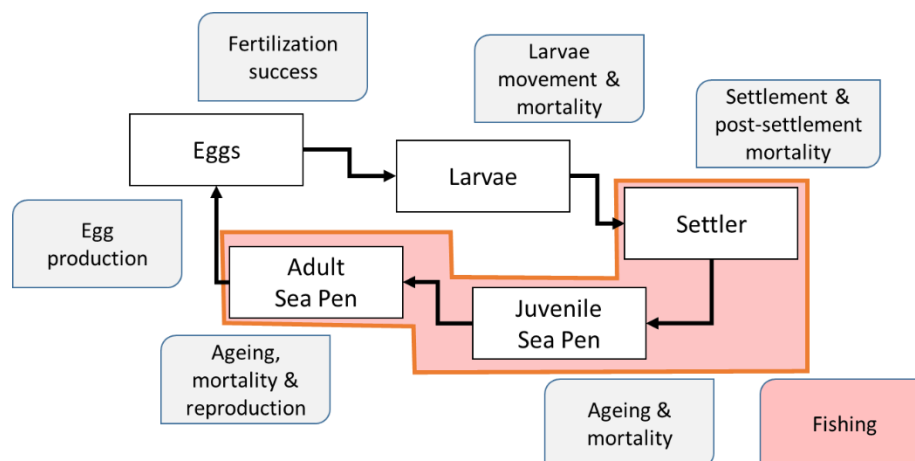 Fertilization
success
Larvae
movement &
mortality
Settlement &
post-settlement
mortality
Eggs
Larvae
Settler
Egg
production
Adult
Sea Pen
Juvenile
Sea Pen
Ageing,
mortality &
reproduction
Ageing &
mortality
Fishing